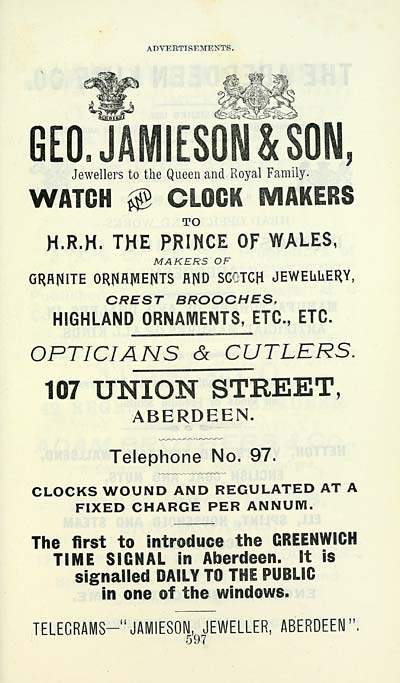 ADVERTISEMENTS.
GEO. JAMIESON & SON,
Jewellers to the Queen and Royal Family.
WATCH AND CLOCK MAKERS
TO
H.R.H. THE PRINCE OF WALES,
MAKERS OF
GRANITE ORNAMENTS AND SCOTCH JEWELLERY,
CREST BROOCHES,
HIGHLAND ORNAMENTS, ETC., ETC.
OPTICIANS & CUTLERS.
107 UNION STREET,
ABERDEEN.
Telephone No. 97.
CLOCKS WOUND AND REGULATED AT A
FIXED CHARGE PER ANNUM.
The first to introduce the GREENWICH
TIME SIGNAL in Aberdeen. It is
signalled DAILY TO THE PUBLIC
in one of the windows.
TELEGRAMS—"JAMIESON, JEWELLER, ABERDEEN".
597